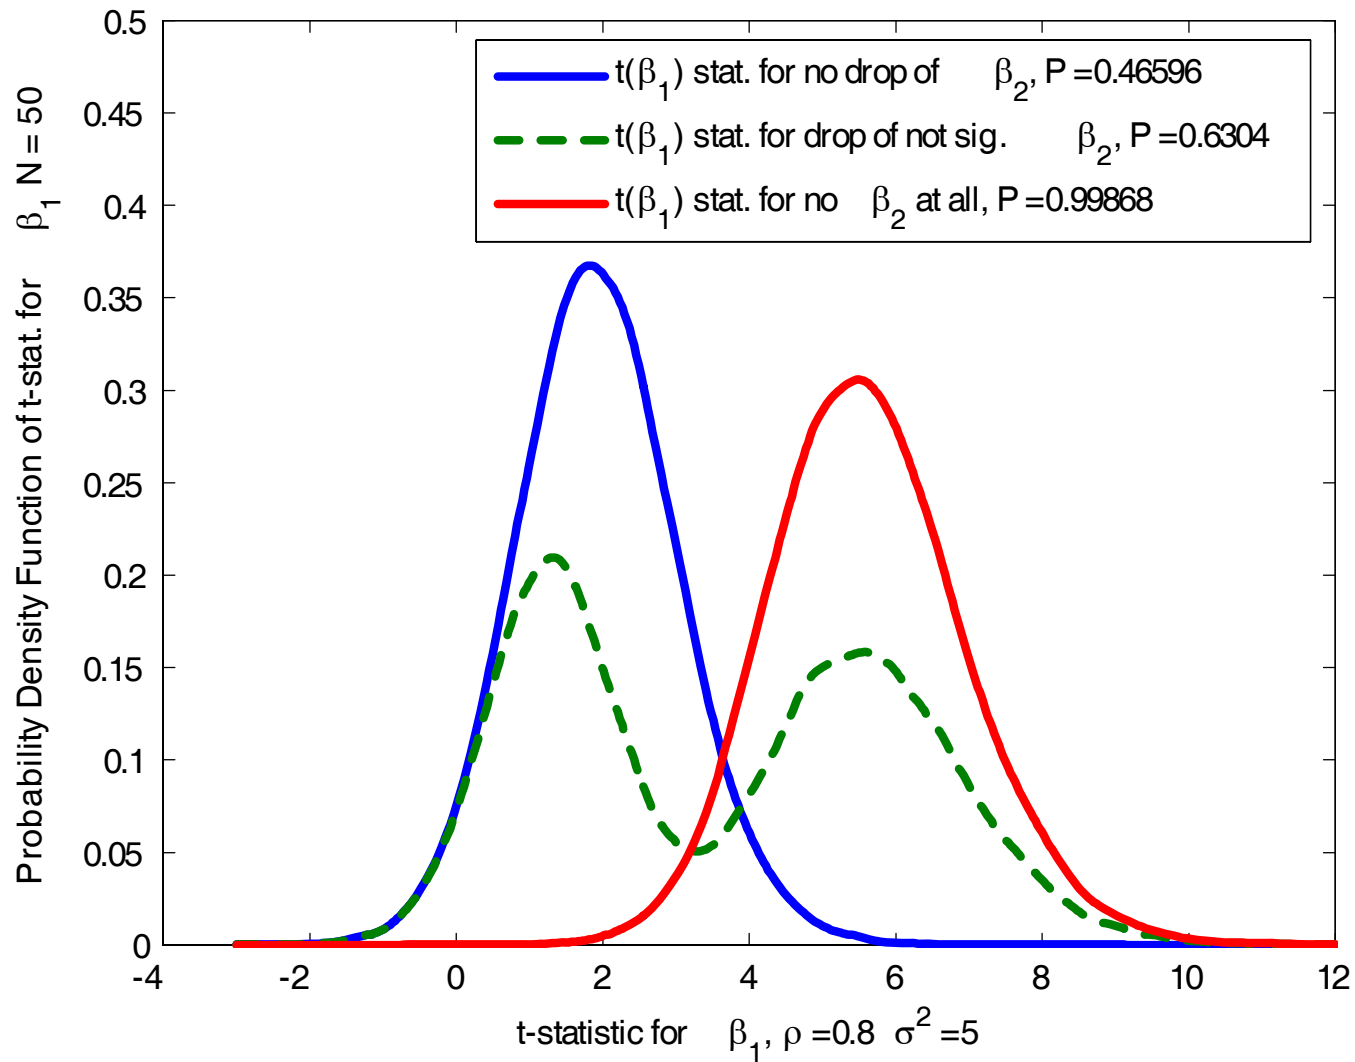 Probability Density Function of t-stat. for β1 N = 50
0.5
0.45
0.4
0.35
0.3
0.25
0.2
0.15
0.1
0.05
0
t(β1) stat. for no drop of β2, P =0.46596
t(β1) stat. for drop of not sig. β2, P =0.6304
t(β1) stat. for no β2 at all, P =0.99868
-4 -2 0 2 4 6 8 10 12
t-statistic for β1, ρ =0.8 σ2 =5